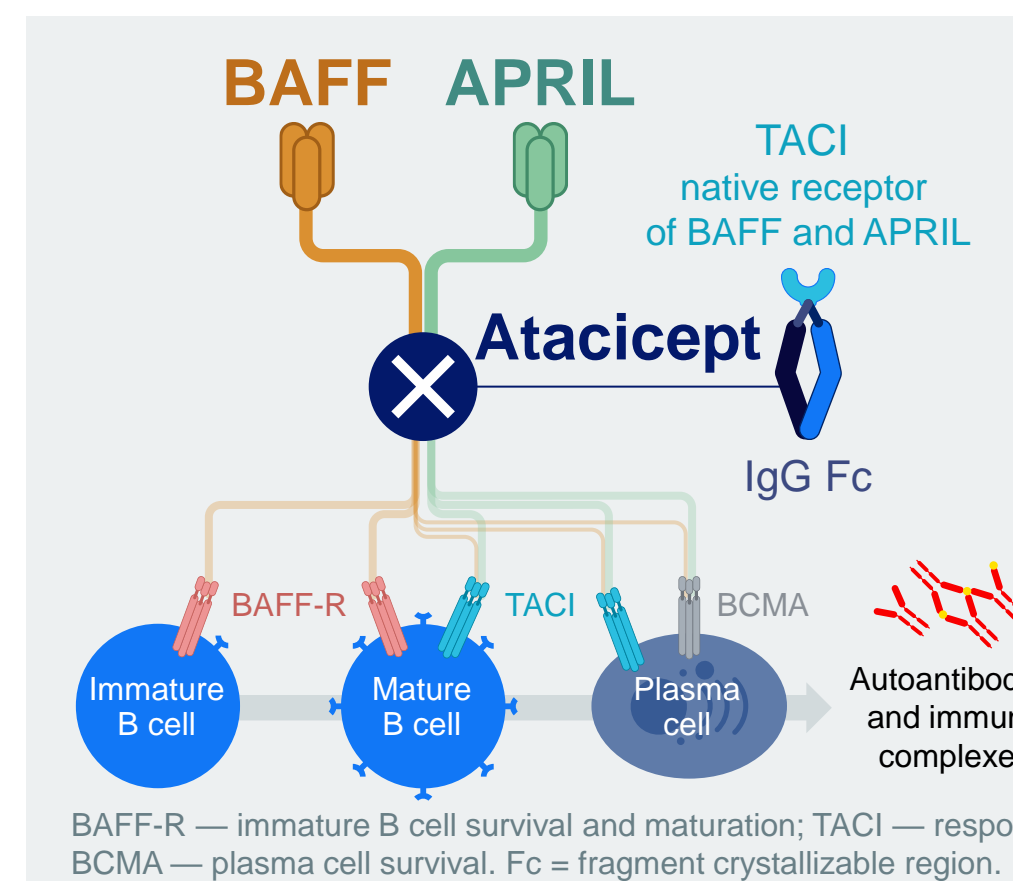 BAFF APRIL
TACI
native receptor
of BAFF and APRIL
Atacicept
IgG Fc
BAFF-R
TACI
BCMA
Immature
B cell
Mature
B cell
Plasma
cell
Autoantiboc
and immur
complexe
BAFF-R — immature B cell survival and maturation; TACI — respo
BCMA — plasma cell survival. Fc = fragment crystallizable region.